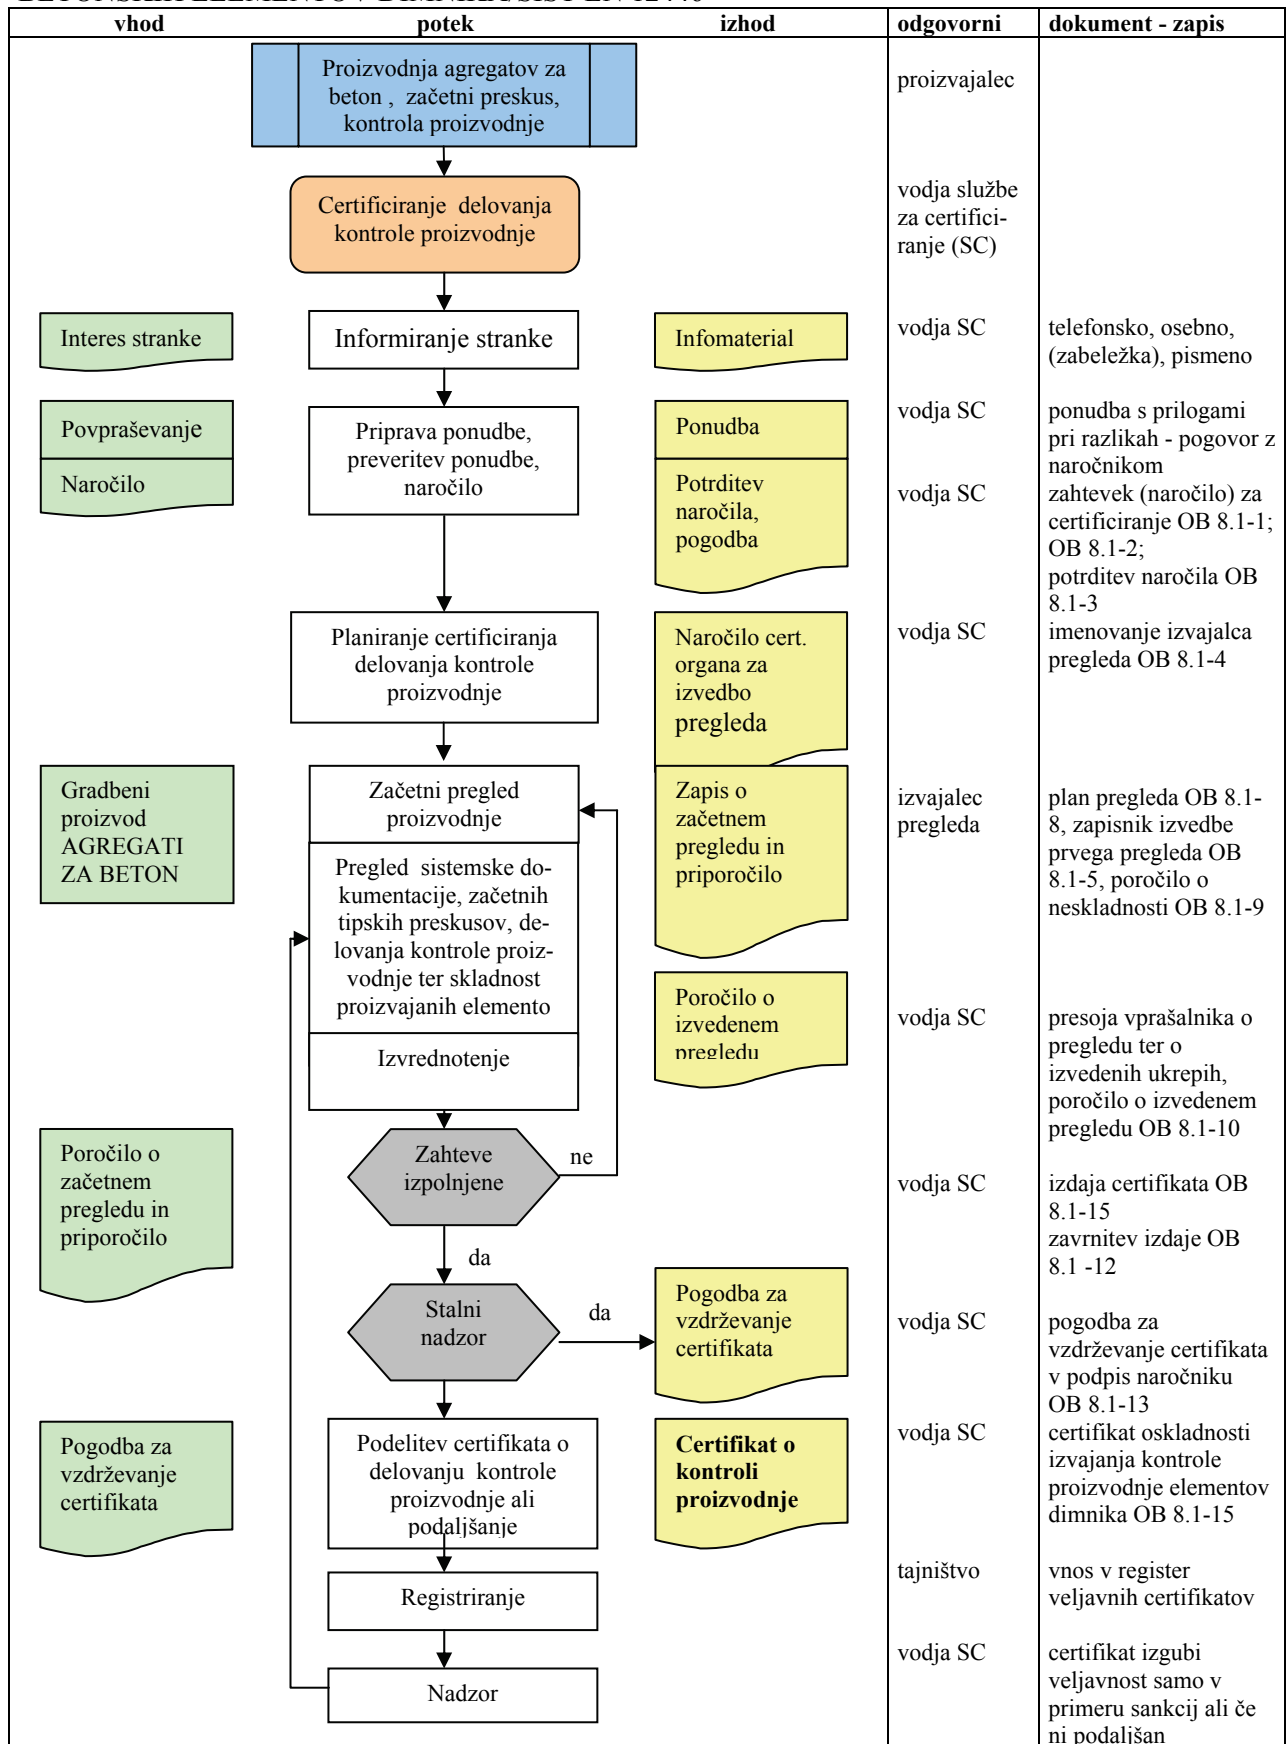 vhod potek izhod odgovorni dokument - zapis
Proizvodnja agregatov za
beton , začetni preskus,
kontrola proizvodnje
proizvajalec
Certificiranje delovanja
kontrole proizvodnje
vodja službe
za certifici-
ranje (SC)
Interes stranke
Informiranje stranke
Infomaterial
vodja SC
telefonsko, osebno,
(zabeležka), pismeno
Povpraševanje
Naročilo
Priprava ponudbe,
preveritev ponudbe,
naročilo
Ponudba
Potrditev
naročila,
pogodba
vodja SC
ponudba s prilogami
pri razlikah - pogovor z
naročnikom
vodja SC
zahtevek (naročilo) za
certificiranje OB 8.1-1;
OB 8.1-2;
potrditev naročila OB
8.1-3
Planiranje certificiranja
delovanja kontrole
proizvodnje
Naročilo cert.
organa za
izvedbo
pregleda
vodja SC
imenovanje izvajalca
pregleda OB 8.1-4
Gradbeni
proizvod
AGREGATI
ZA BETON
Začetni pregled
proizvodnje
Pregled sistemske do-
kumentacije, začetnih
tipskih preskusov, de-
lovanja kontrole proiz-
vodnje ter skladnost
proizvajanih elemento
Izvrednotenje
Zapis o
začetnem
pregledu in
priporočilo
izvajalec
pregleda
plan pregleda OB 8.1-
8, zapisnik izvedbe
prvega pregleda OB
8.1-5, poročilo o
neskladnosti OB 8.1-9
Poročilo o
izvedenem
pregledu
vodja SC
presoja vprašalnika o
pregledu ter o
izvedenih ukrepih,
poročilo o izvedenem
pregledu OB 8.1-10
Poročilo o
začetnem
pregledu in
priporočilo
Zahteve
izpolnjene
ne
da
vodja SC
izdaja certifikata OB
8.1-15
zavrnitev izdaje OB
8.1 -12
Stalni
nadzor
da
Pogodba za
vzdrževanje
certifikata
vodja SC
pogodba za
vzdrževanje certifikata
v podpis naročniku
OB 8.1-13
Pogodba za
vzdrževanje
certifikata
Podelitev certifikata o
delovanju kontrole
proizvodnje ali
podaljšanje
Certifikat o
kontroli
proizvodnje
vodja SC
certifikat oskladnosti
izvajanja kontrole
proizvodnje elementov
dimnika OB 8.1-15
Registriranje
tajništvo
vnos v register
veljavnih certifikatov
Nadzor
vodja SC
certifikat izgubi
veljavnost samo v
primeru sankcij ali če
ni podaljšan